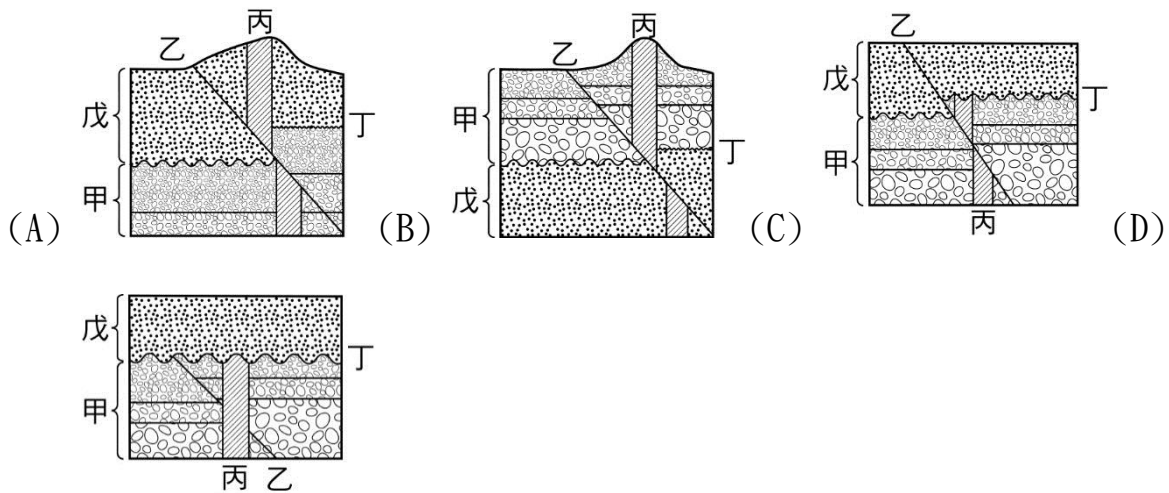 丙 丙
乙 乙 乙
戊 甲 戊
丁 丁 丁
甲 戊 甲
(A) (B) (C) (D)
丙
戊
丁
甲
丙 乙